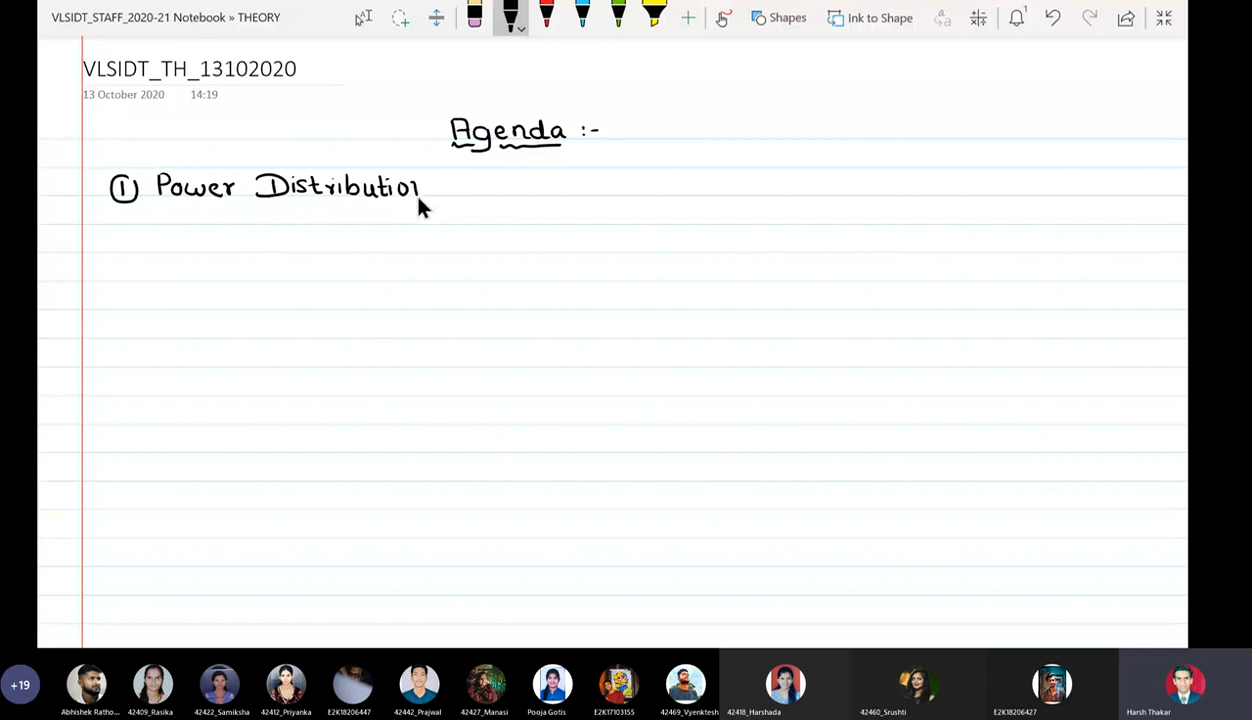 VLSIDT_STAFF_2020-21 Notebook » THEORY
Shapes
Ink to Shape
VLSIDT_TH_13102020
13 October 2020 14:19
Agenda :-
① Power Distribution
+19
Abhishek Ratho...
42409_Rasika
42422_Samiksha
42412_Priyanka
E2K18206447
42442_Prajwal
42427_Manasi
Pooja Gotis
E2K17103155
42469_Vyenktesh
42418_Harshada
42460_Srushti
E2K18206427
Harsh Thakar